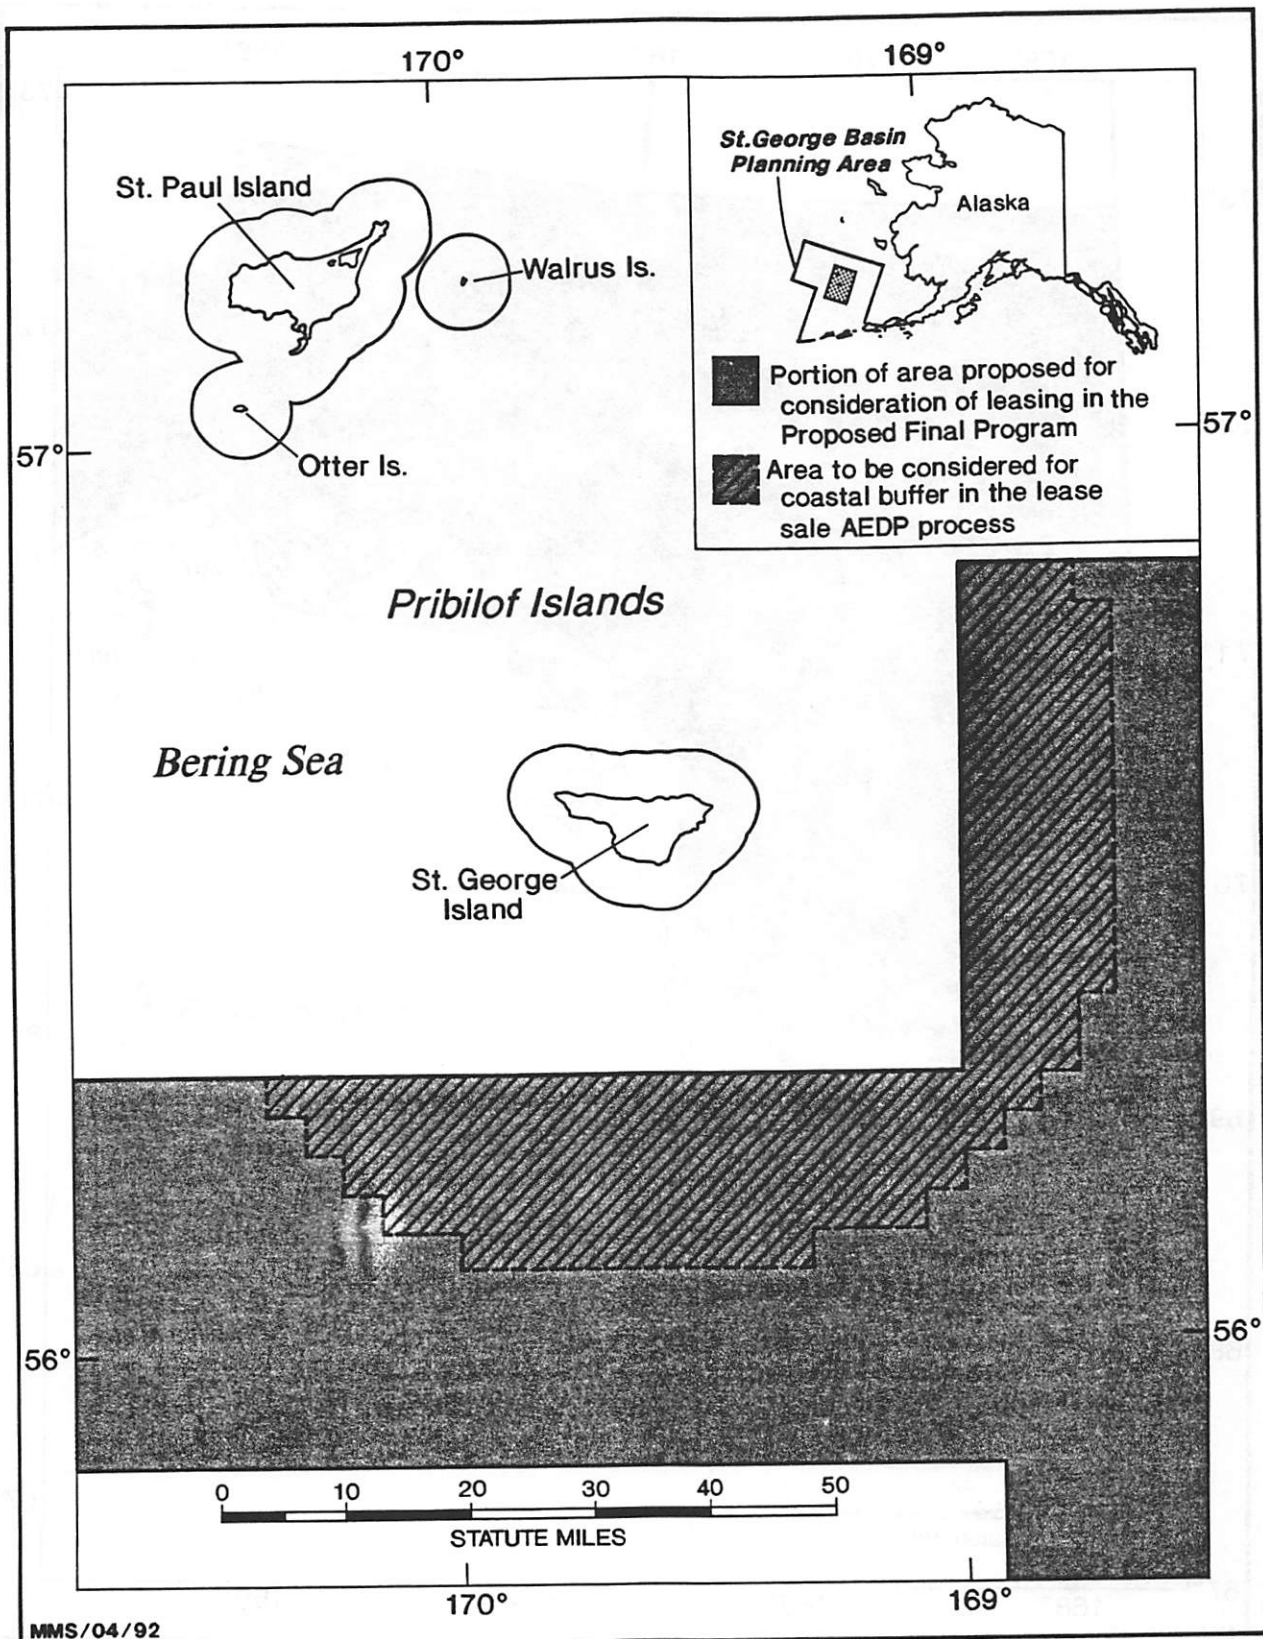 170°
169°
St. Paul Island
Walrus Is.
Otter Is.
St.George Basin
Planning Area
Alaska
Portion of area proposed for
consideration of leasing in the
Proposed Final Program
Area to be considered for
coastal buffer in the lease
sale AEDP process
57°
57°
Pribilof Islands
Bering Sea
St. George
Island
56°
56°
0 10 20 30 40 50
STATUTE MILES
170°
169°
MMS/04/92